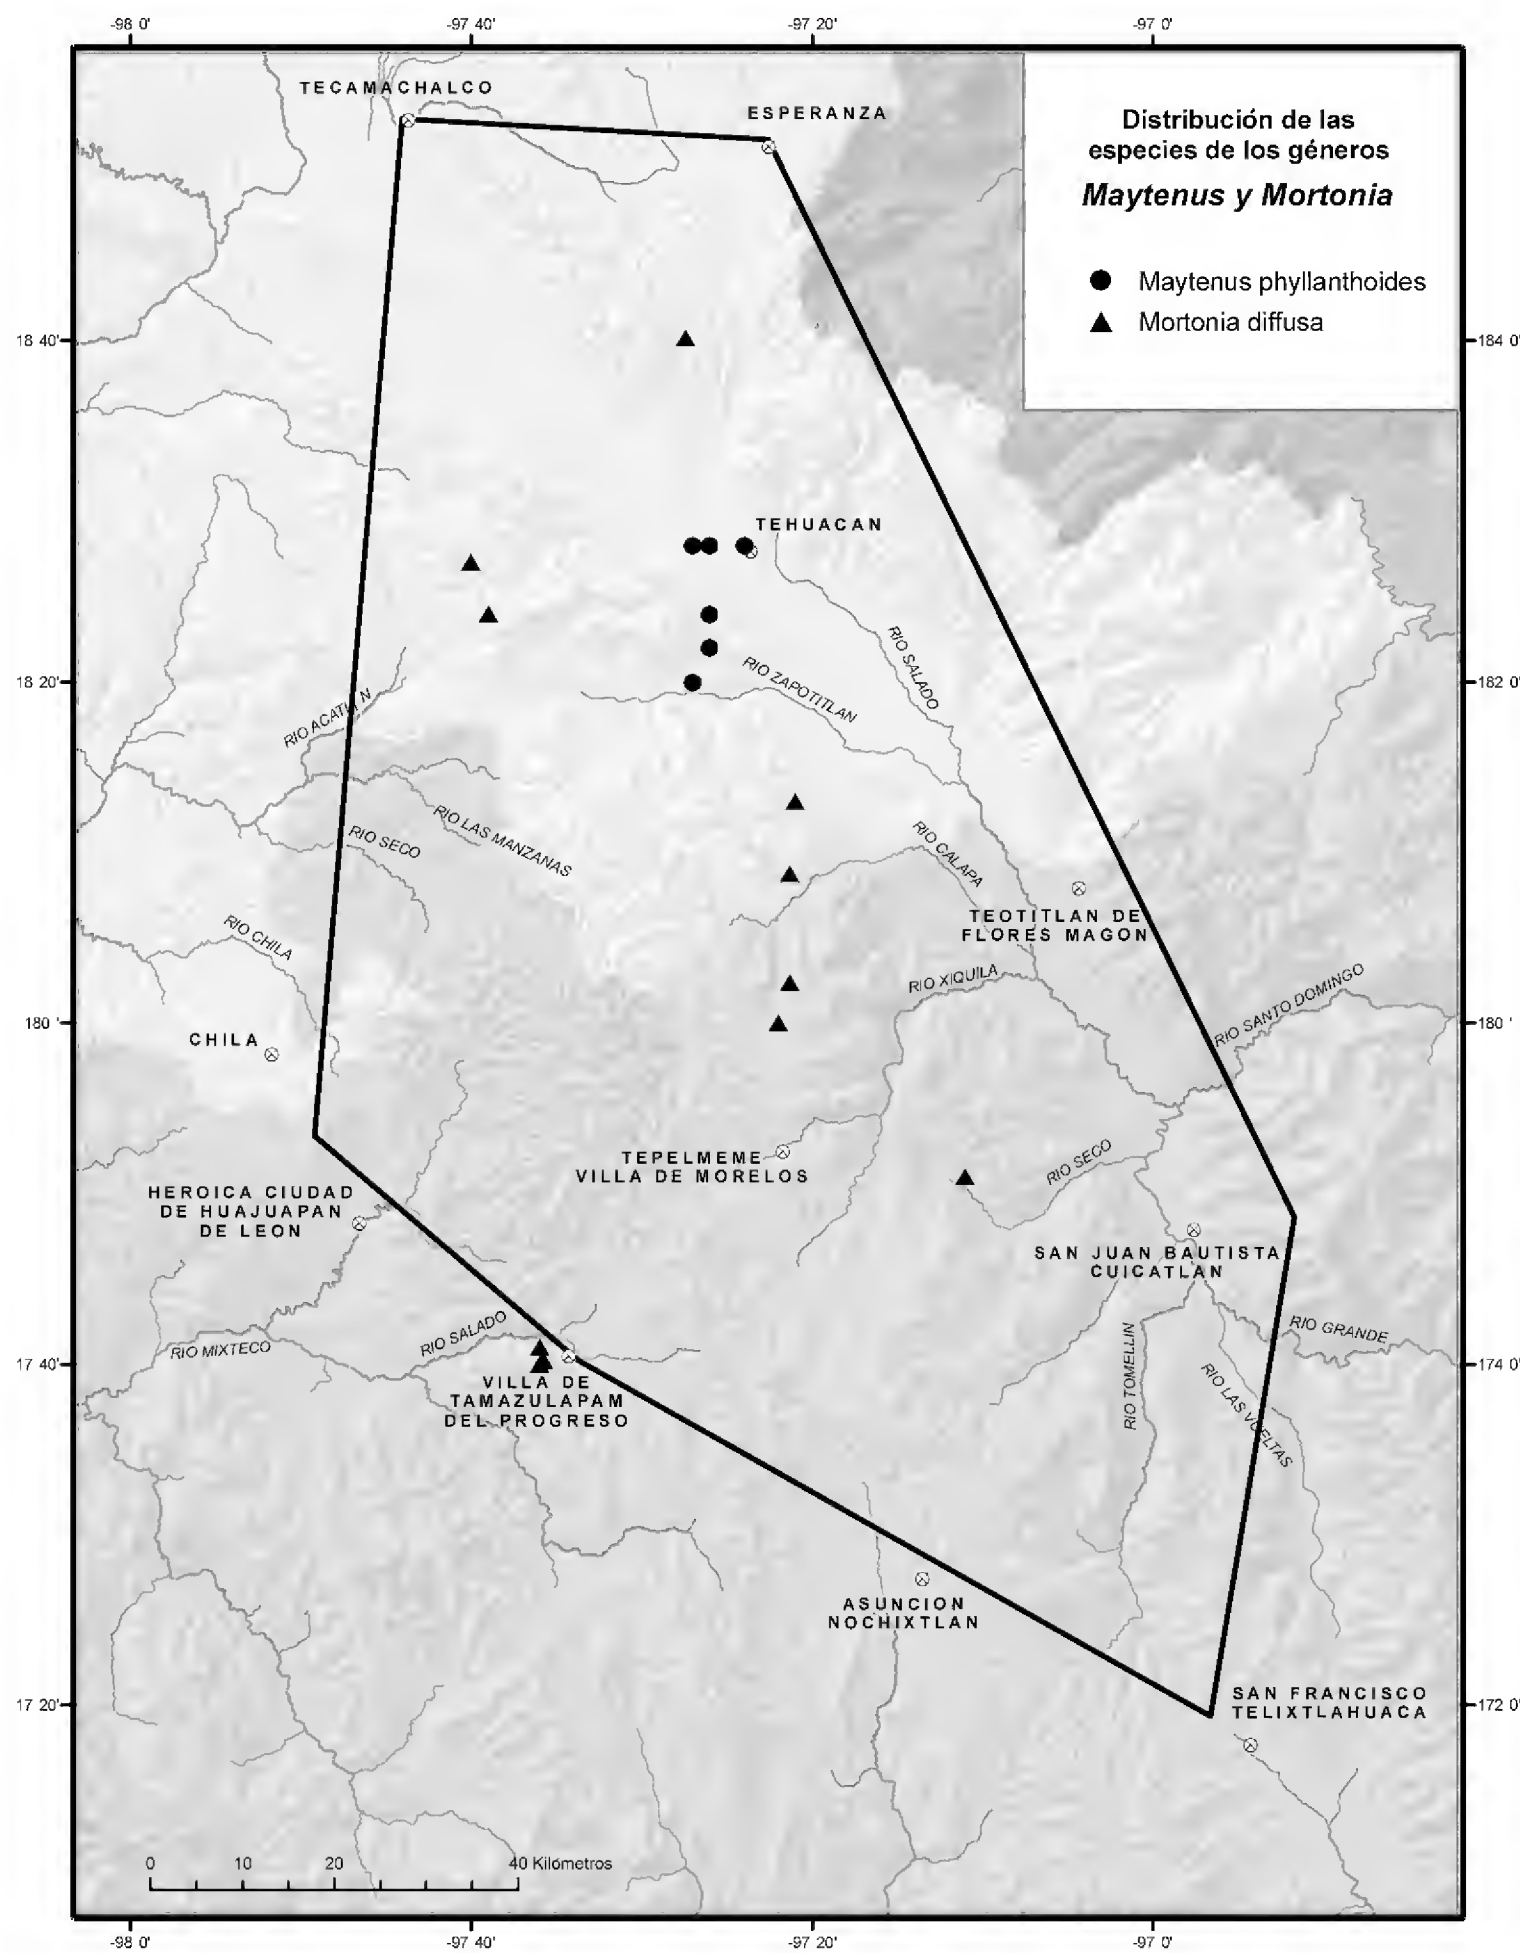 -98 0'
-97 40'
-97 20'
-97 0'
TECAMACHALCO
ESPERANZA
Distribución de las
especies de los géneros
Maytenus y Mortonia
Maytenus phyllanthoides
Mortonia diffusa
18 40'
184 0'
TEHUACAN
RIO SALADO
RIO ZAPOTITLAN
18 20'
182 0'
RIO ACATL N
RIO LAS MANZANAS
RIO SECO
RIO CALAPA
TEOTITLAN DE
FLORES MAGON
RIO CHILA
RIO XIQUILA
RIO SANTO DOMINGO
180 '
180 '
CHILA
TEPELMEME
VILLA DE MORELOS
RIO SECO
HEROICA CIUDAD
DE HUAJUAPAN
DE LEON
SAN JUAN BAUTISTA
CUICATLAN
RIO GRANDE
RIO SALADO
RIO MIXTECO
17 40'
174 0'
RIO TOMELLIN
RIO LAS VUELTAS
VILLA DE
TAMAZULAPAM
DEL PROGRESO
ASUNCION
NOCHIXTLAN
17 20'
172 0'
SAN FRANCISCO
TELIXTLAHUACA
0 10 20 40 Kilómetros
-98 0'
-97 40'
-97 20'
-97 0'